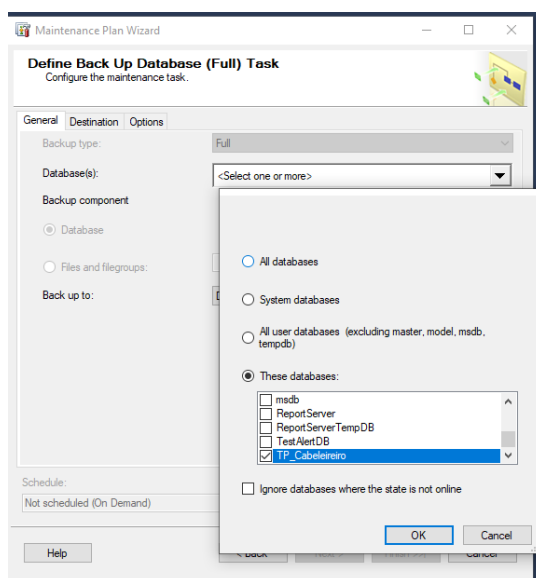 Maintenance Plan Wizard
Define Back Up Database (Full) Task
Configure the maintenance task.
General Destination Options
Backup type: Full
Database(s): <Select one or more>
Backup component
Database
Files and filegroups:
Back up to:
All databases
System databases
All user databases (excluding master, model, msdb,
tempdb)
These databases:
msdb
ReportServer
ReportServerTempDB
TestAlertDB
TP_Cabeleireiro
Ignore databases where the state is not online
OK Cancel
Schedule:
Not scheduled (On Demand)
Help < Back Next > Cancel